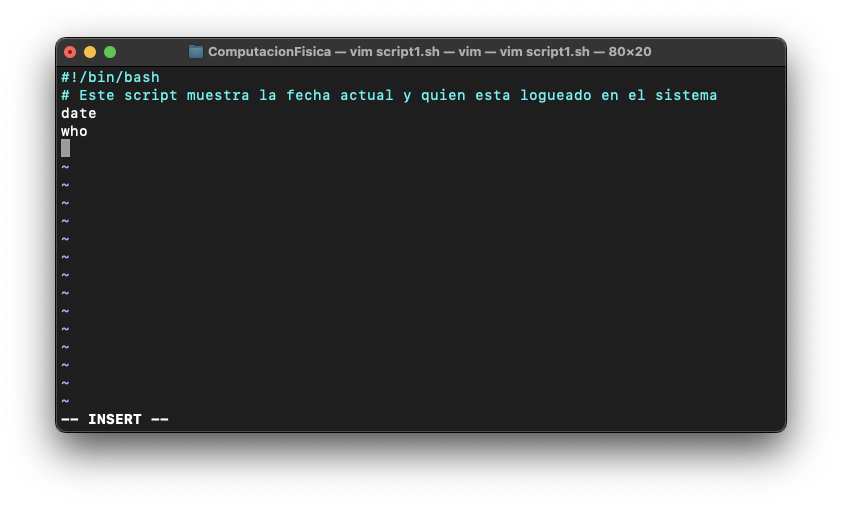 ComputacionFisica — vim script1.sh — vim — vim script1.sh — 80×20
#!/bin/bash
# Este script muestra la fecha actual y quien esta logueado en el sistema
date
who
~
~
~
~
~
~
~
~
~
~
~
~
~
~
-- INSERT --